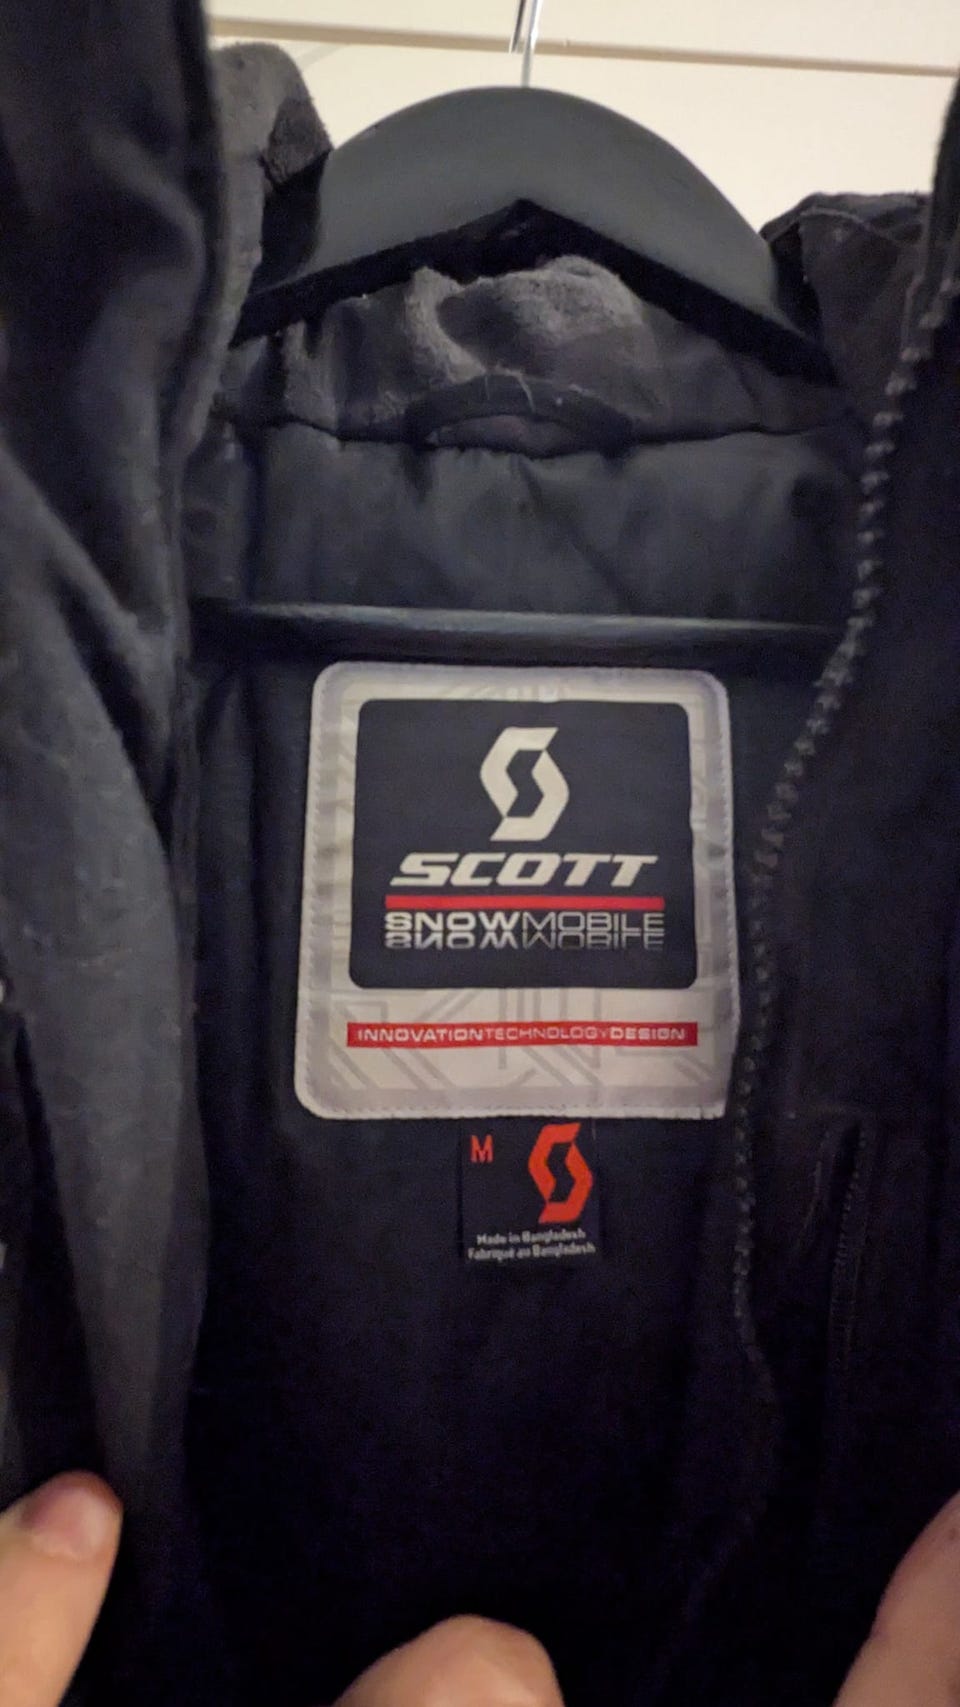 SCOTT
SNOWMOBILE
INNOVATIONTECHNOLOGYDESIGN
M
Made in Bangladesh
Fabriqué au Bangladesh